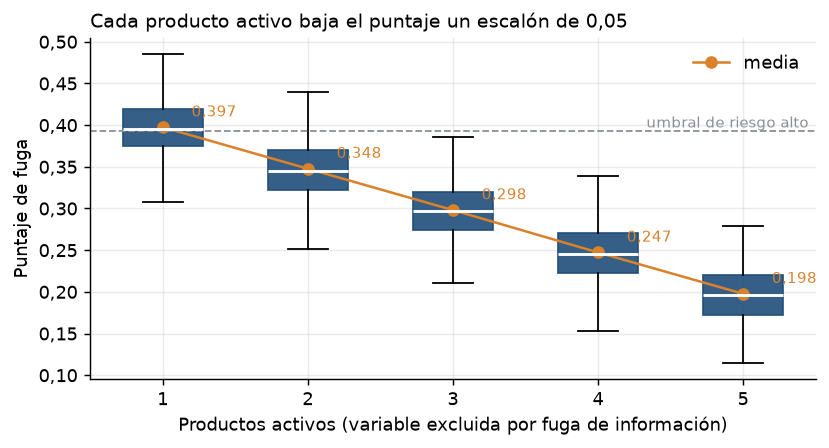 Cada producto activo baja el puntaje un escalón de 0,05
media
umbral de riesgo alto
0.397
0.348
0.298
0.247
0.198
Puntaje de fuga
0,50
0,45
0,40
0,35
0,30
0,25
0,20
0,15
0,10
1 2 3 4 5
Productos activos (variable excluida por fuga de información)